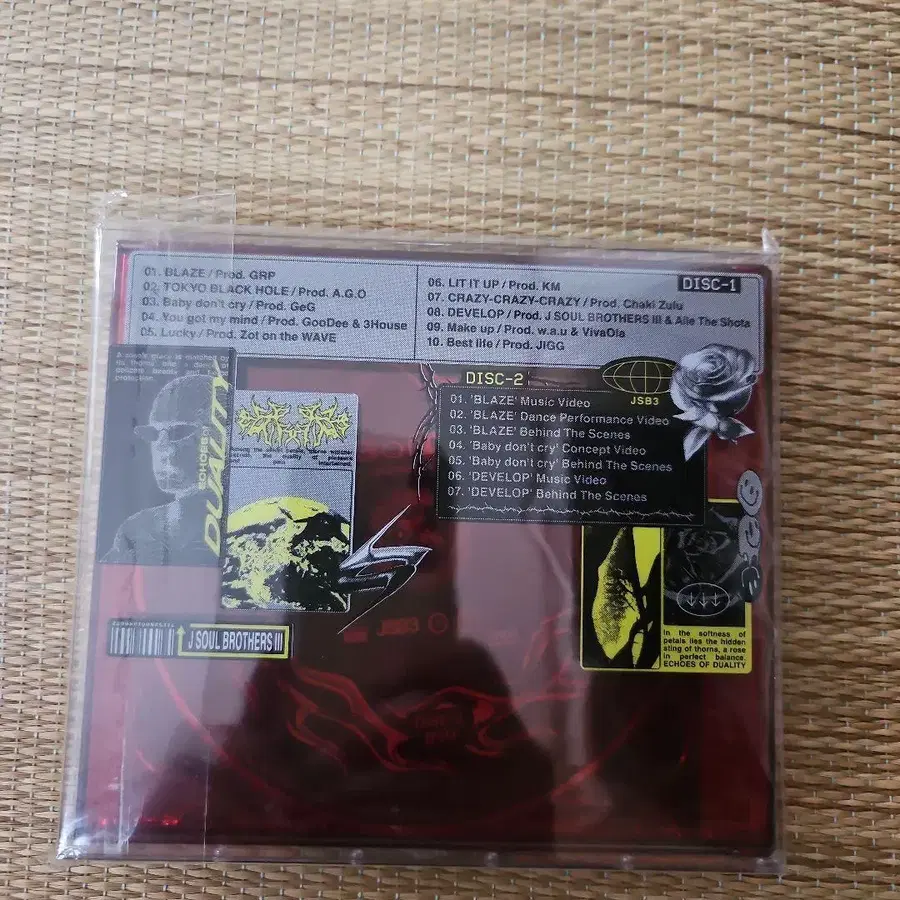 01. BLAZE / Prod. GRP
02. TOKYO BLACK HOLE / Prod. A.G.O
03. Baby don't cry / Prod. GeG
04. You got my mind / Prod. GooDee & 3House
05. Lucky / Prod. Zot on the WAVE
06. LIT IT UP / Prod. KM
07. CRAZY-CRAZY-CRAZY / Prod. Chaki Zulu
08. DEVELOP / Prod. J SOUL BROTHERS III & Aile The Shota
09. Make up / Prod. w.a.u & VivaOla
10. Best life / Prod. JIGG
DISC-1
DISC-2
JSB3
01. 'BLAZE' Music Video
02. 'BLAZE' Dance Performance Video
03. 'BLAZE' Behind The Scenes
04. 'Baby don't cry' Concept Video
05. 'Baby don't cry' Behind The Scenes
06. 'DEVELOP' Music Video
07. 'DEVELOP' Behind The Scenes
DUALITY
J SOUL BROTHERS III
JSB3
In the softness of
petals lies the hidden
sting of thorns, a rose
in perfect balance.
ECHOES OF DUALITY